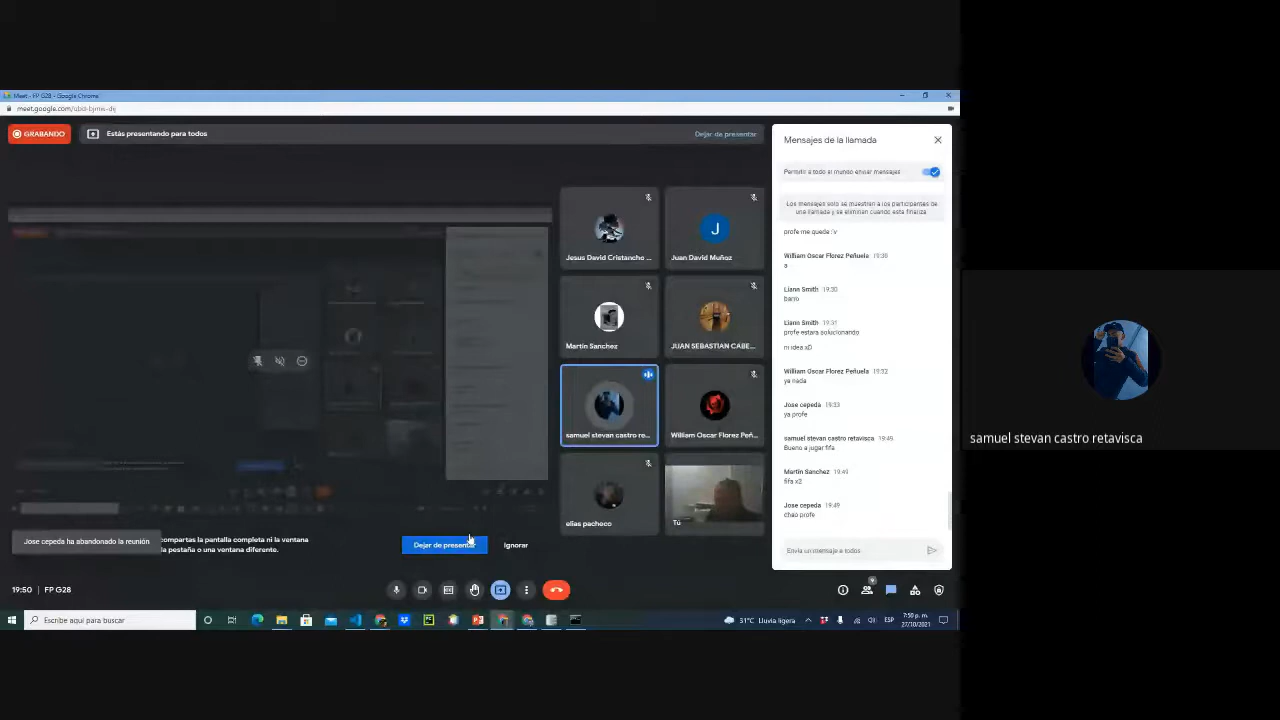 Meet - FP G28 - Google Chrome
GRABANDO
Estás presentando para todos
Dejar de presentar
Mensajes de la llamada
Permitir a todo el mundo enviar mensajes
Los mensajes solo se muestran a los participantes de
una llamada y se eliminan cuando esta finaliza
profe me queda :v
William Oscar Florez Peñuela
a
Liann Smith
barro
Liann Smith 19:31
profe estara solucionando
ni idea xD
William Oscar Florez Peñuela 19:32
ya nada
Jose cepeda 19:33
ya profe
samuel stevan castro retavisca 19:49
Bueno a jugar fifa
Martin Sanchez 19:49
fifa x2
Jose cepeda 19:49
chao profe
Envía un mensaje a todos
Jesus David Cristancho ...
Juan David Muñoz
Martin Sanchez
JUAN SEBASTIAN CABE...
samuel stevan castro re...
William Oscar Florez Peñ...
elias pacheco
Tú
Jose cepeda ha abandonado la reunión
compartas la pantalla completa ni la ventana
pestaña o una ventana diferente.
Dejar de presentar
Ignorar
19:50 | FP G28
Escribe aquí para buscar
31°C Lluvia ligera
ESP
7:50 p. m.
27/10/2021
samuel stevan castro retavisca